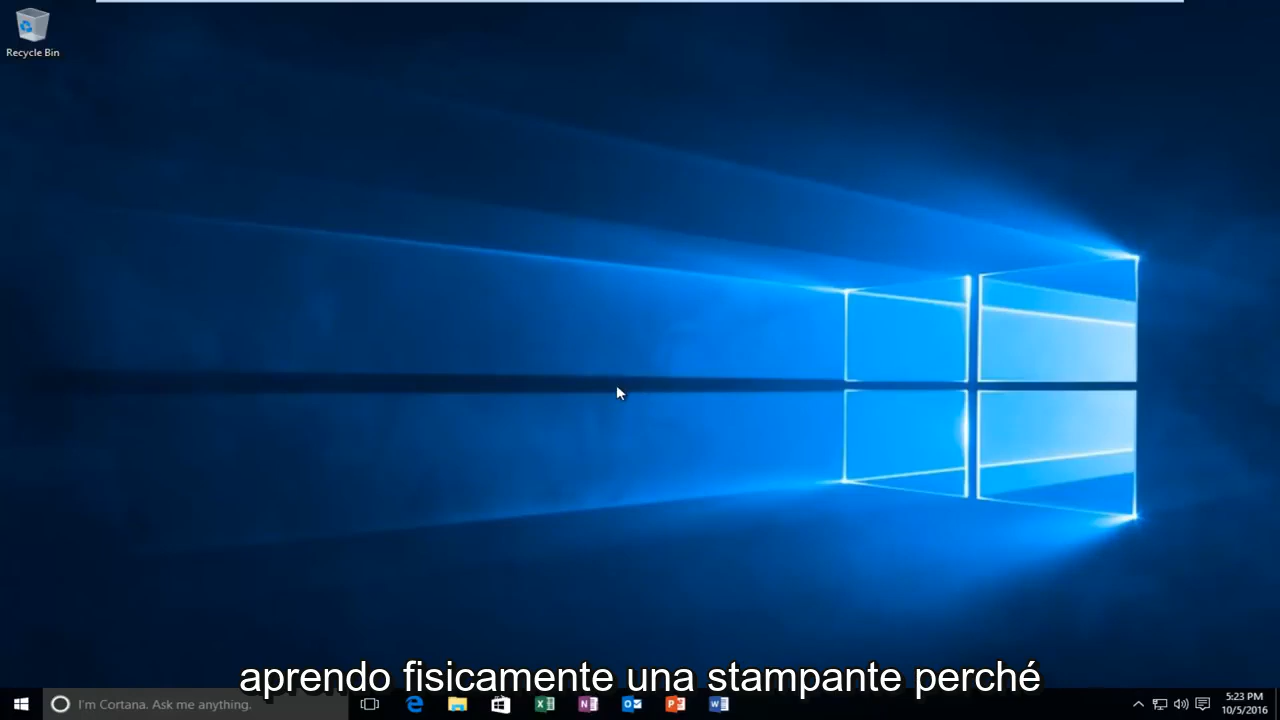 Recycle Bin
aprendo fisicamente una stampante perché
I'm Cortana. Ask me anything.
5:23 PM
10/5/2016